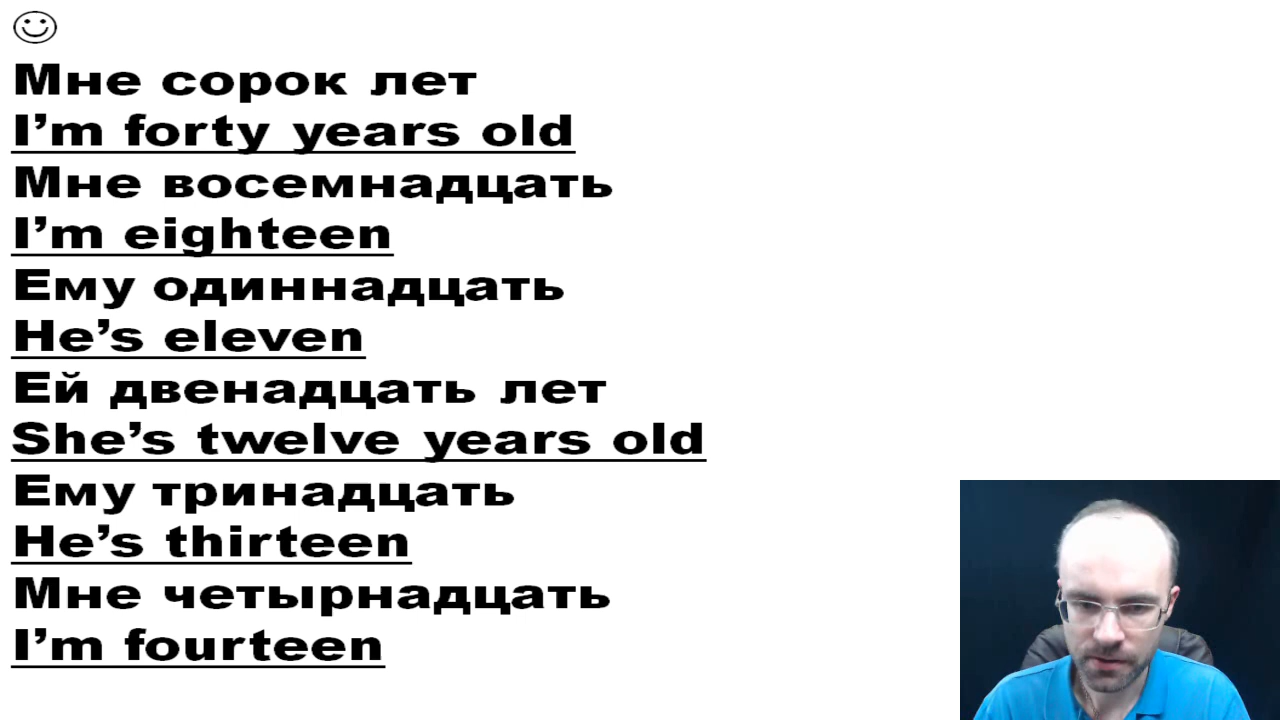 Мне сорок лет
I’m forty years old
Мне восемнадцать
I’m eighteen
Ему одиннадцать
He’s eleven
Ей двенадцать лет
She’s twelve years old
Ему тринадцать
He’s thirteen
Мне четырнадцать
I’m fourteen